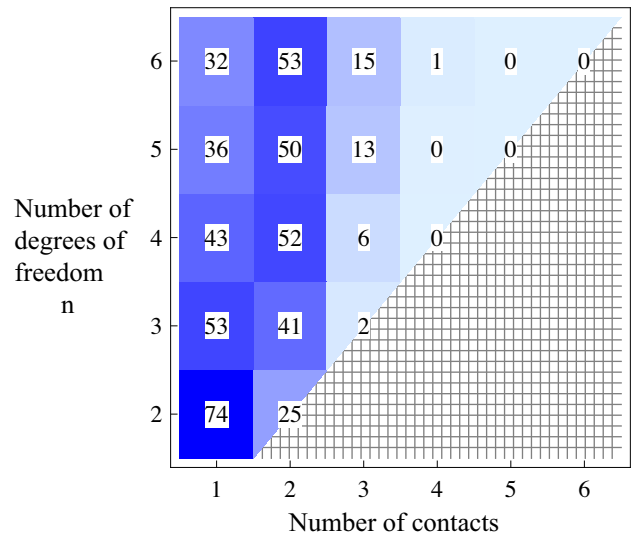 6 32 53 15 1 0 0
5 36 50 13 0 0
Number of
degrees of
freedom
n
4 43 52 6 0
3 53 41 2
2 74 25
1 2 3 4 5 6
Number of contacts